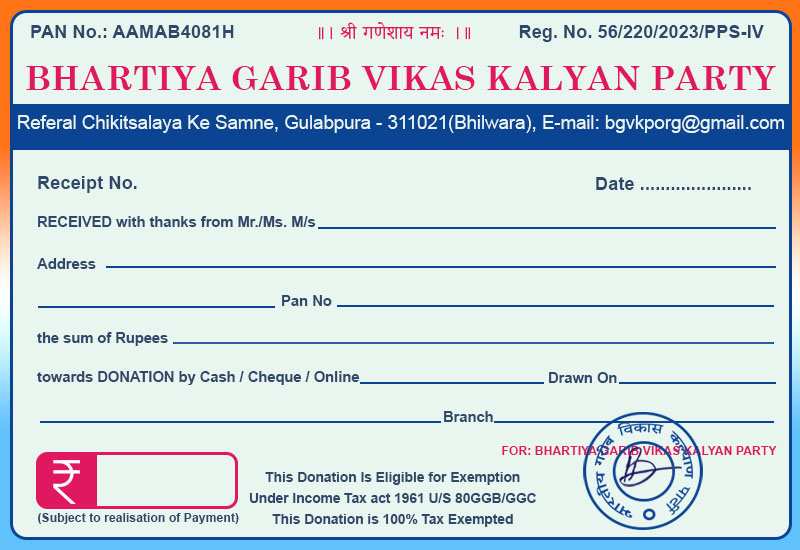 PAN No.: AAMAB4081H ॥। श्री गणेशाय नमः ।॥ Reg. No. 56/220/2023/PPS-IV
BHARTIYA GARIB VIKAS KALYAN PARTY
Referal Chikitsalaya Ke Samne, Gulabpura - 311021(Bhilwara), E-mail: bgvkporg@gmail.com
Receipt No. Date ......................
RECEIVED with thanks from Mr./Ms. M/s
Address
Pan No
the sum of Rupees
towards DONATION by Cash / Cheque / Online Drawn On
Branch
FOR: BHARTIYA GARIB VIKAS KALYAN PARTY
भारतीय गरीब विकास कल्याण पार्टी
₹
This Donation Is Eligible for Exemption
Under Income Tax act 1961 U/S 80GGB/GGC
(Subject to realisation of Payment) This Donation is 100% Tax Exempted